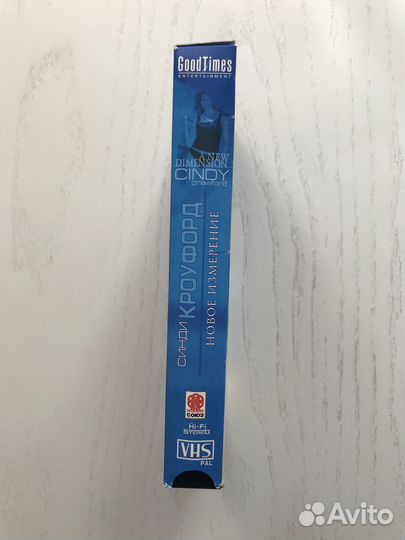 GoodTimes
ENTERTAINMENT
A NEW
DIMENSION
CINDY
crawford
СИНДИ КРОУФОРД
НОВОЕ ИЗМЕРЕНИЕ
СОЮЗ
Hi-Fi
STEREO
VHS
PAL
Avito